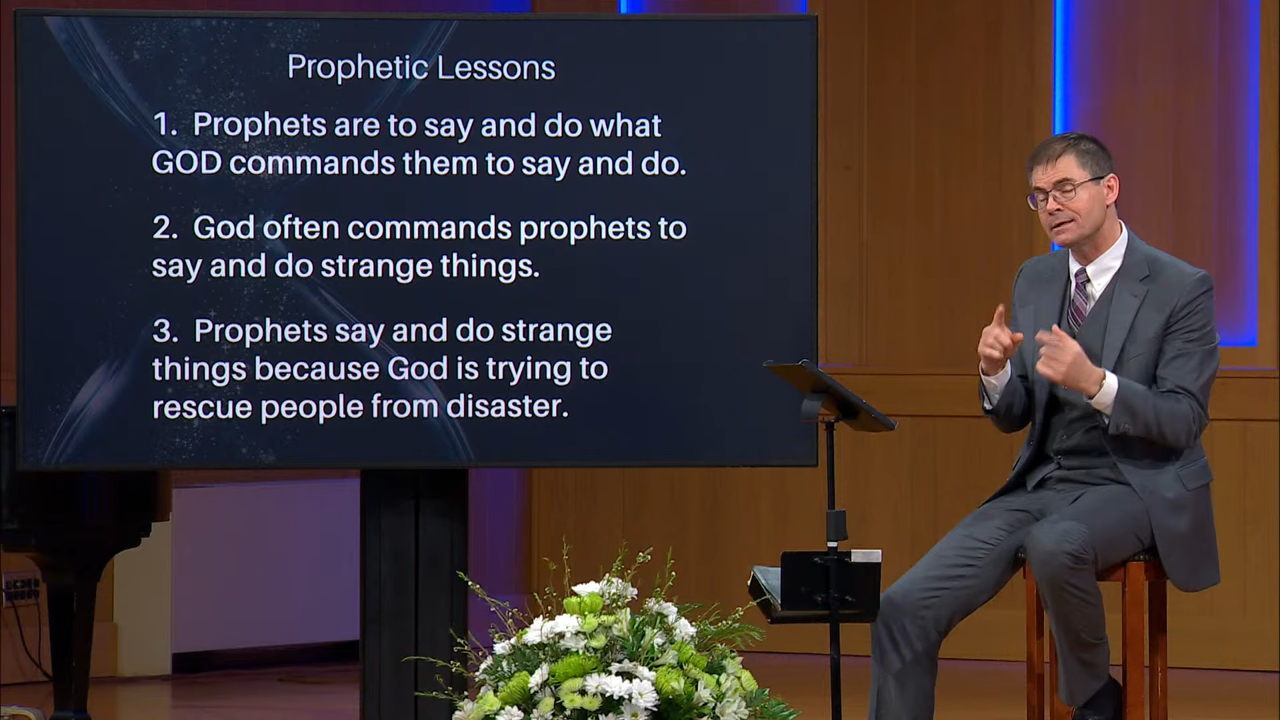 Prophetic Lessons
1. Prophets are to say and do what
GOD commands them to say and do.
2. God often commands prophets to
say and do strange things.
3. Prophets say and do strange
things because God is trying to
rescue people from disaster.